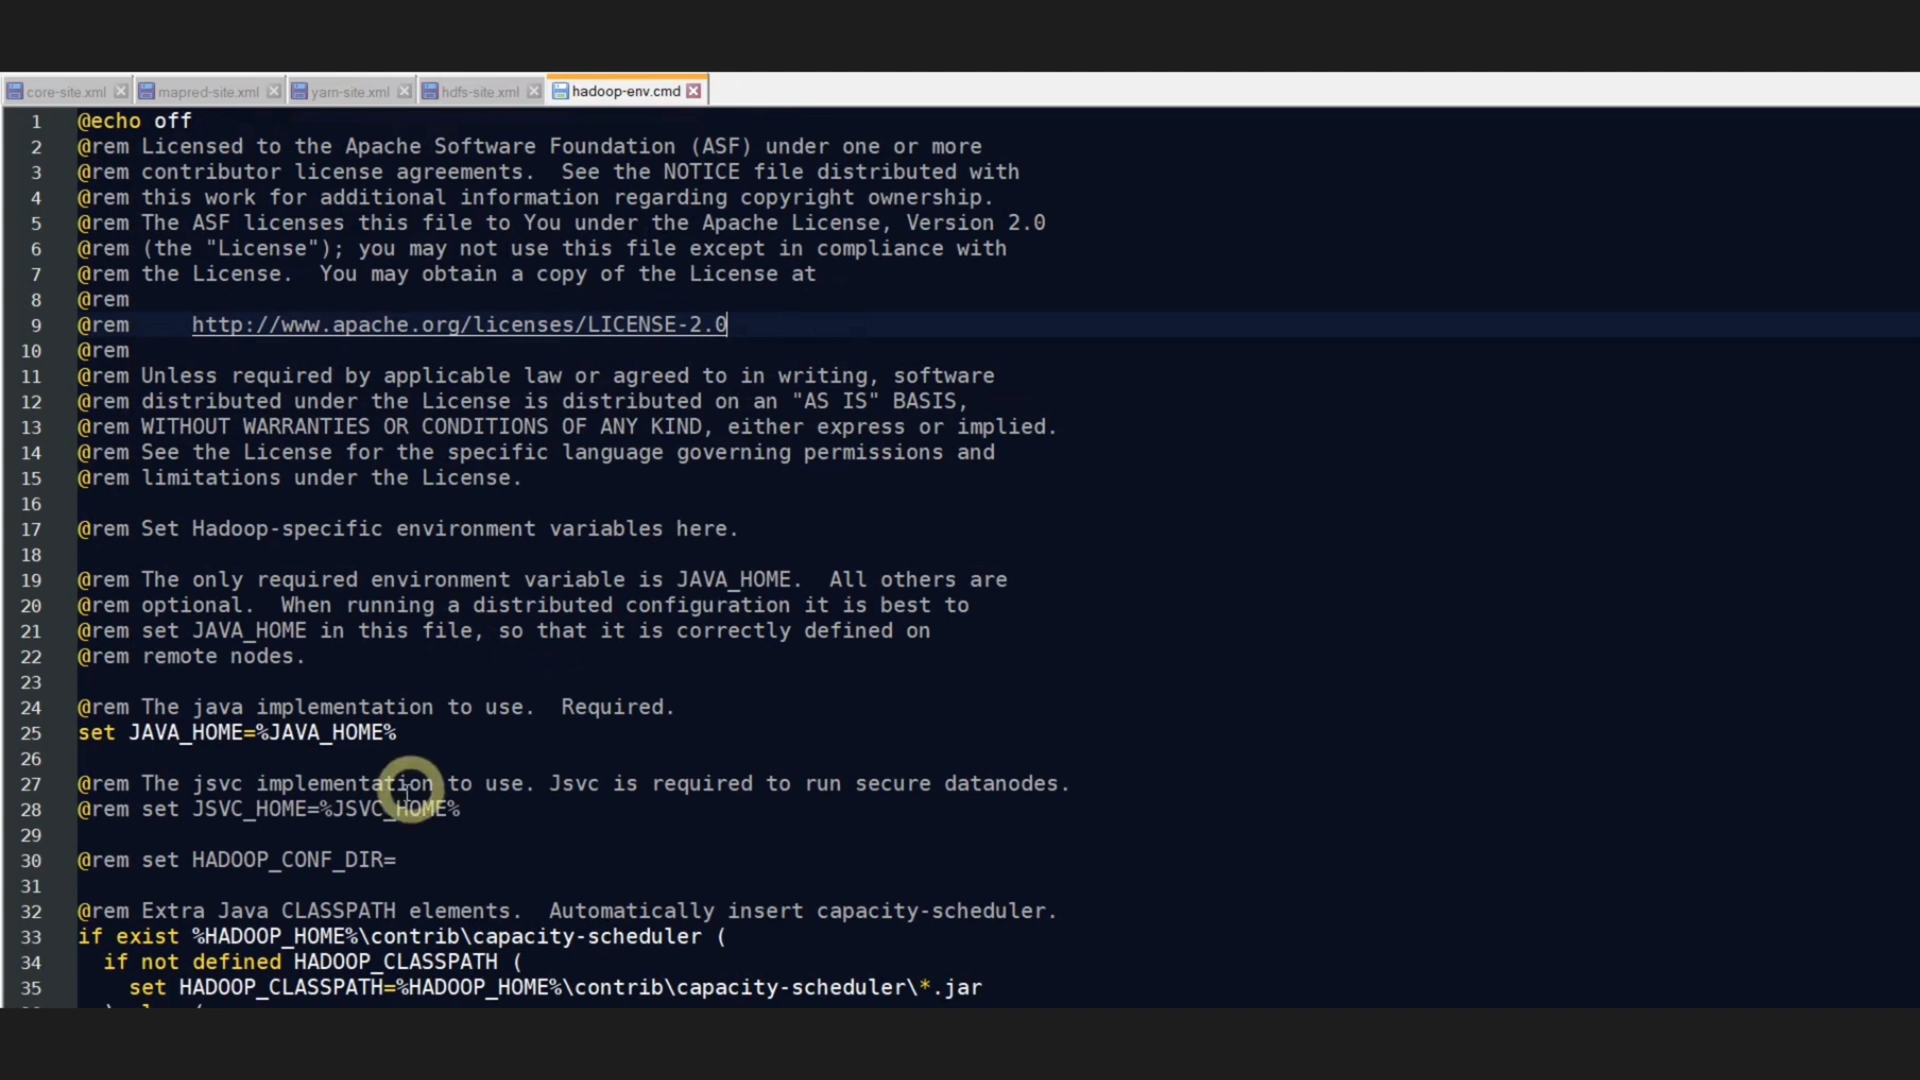 core-site.xml mapred-site.xml yarn-site.xml hdfs-site.xml hadoop-env.cmd
1 @echo off
2 @rem Licensed to the Apache Software Foundation (ASF) under one or more
3 @rem contributor license agreements.  See the NOTICE file distributed with
4 @rem this work for additional information regarding copyright ownership.
5 @rem The ASF licenses this file to You under the Apache License, Version 2.0
6 @rem (the "License"); you may not use this file except in compliance with
7 @rem the License.  You may obtain a copy of the License at
8 @rem
9 @rem     http://www.apache.org/licenses/LICENSE-2.0
10 @rem
11 @rem Unless required by applicable law or agreed to in writing, software
12 @rem distributed under the License is distributed on an "AS IS" BASIS,
13 @rem WITHOUT WARRANTIES OR CONDITIONS OF ANY KIND, either express or implied.
14 @rem See the License for the specific language governing permissions and
15 @rem limitations under the License.
16
17 @rem Set Hadoop-specific environment variables here.
18
19 @rem The only required environment variable is JAVA_HOME.  All others are
20 @rem optional.  When running a distributed configuration it is best to
21 @rem set JAVA_HOME in this file, so that it is correctly defined on
22 @rem remote nodes.
23
24 @rem The java implementation to use.  Required.
25 set JAVA_HOME=%JAVA_HOME%
26
27 @rem The jsvc implementation to use. Jsvc is required to run secure datanodes.
28 @rem set JSVC_HOME=%JSVC_HOME%
29
30 @rem set HADOOP_CONF_DIR=
31
32 @rem Extra Java CLASSPATH elements.  Automatically insert capacity-scheduler.
33 if exist %HADOOP_HOME%\contrib\capacity-scheduler (
34   if not defined HADOOP_CLASSPATH (
35     set HADOOP_CLASSPATH=%HADOOP_HOME%\contrib\capacity-scheduler\*.jar